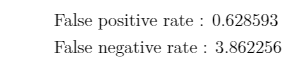 False positive rate : 0.628593
False negative rate : 3.862256